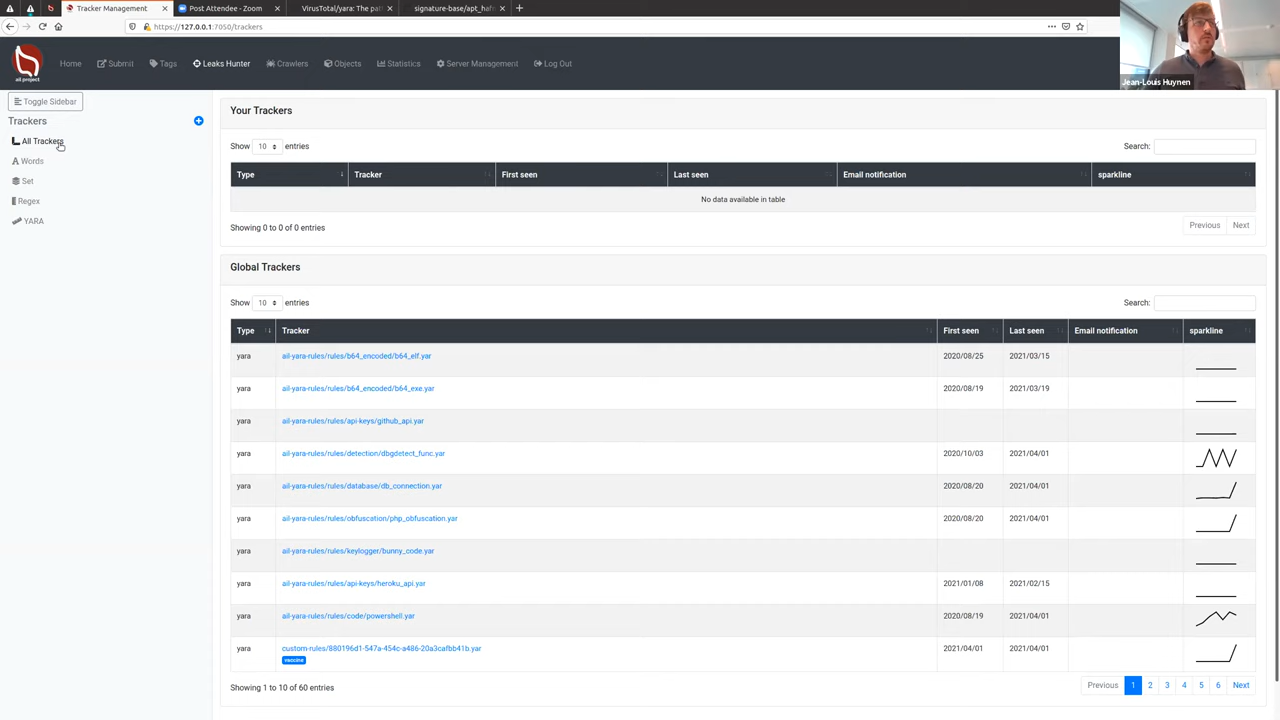 Tracker Management
Post Attendee - Zoom
VirusTotal/yara: The pa
signature-base/apt_haf
https://127.0.0.1:7050/trackers
Jean-Louis Huynen
ail project
Home
Submit
Tags
Leaks Hunter
Crawlers
Objects
Statistics
Server Management
Log Out
Toggle Sidebar
Trackers
All Trackers
Words
Set
Regex
YARA
Your Trackers
Show 10 entries
Search:
Type Tracker First seen Last seen Email notification sparkline
No data available in table
Showing 0 to 0 of 0 entries
Previous Next
Global Trackers
Show 10 entries
Search:
Type Tracker First seen Last seen Email notification sparkline
yara ail-yara-rules/rules/b64_encoded/b64_elf.yar 2020/08/25 2021/03/15
yara ail-yara-rules/rules/b64_encoded/b64_exe.yar 2020/08/19 2021/03/19
yara ail-yara-rules/rules/api-keys/github_api.yar
yara ail-yara-rules/rules/detection/dbgdetect_func.yar 2020/10/03 2021/04/01
yara ail-yara-rules/rules/database/db_connection.yar 2020/08/20 2021/04/01
yara ail-yara-rules/rules/obfuscation/php_obfuscation.yar 2020/08/20 2021/04/01
yara ail-yara-rules/rules/keylogger/bunny_code.yar
yara ail-yara-rules/rules/api-keys/heroku_api.yar 2021/01/08 2021/02/15
yara ail-yara-rules/rules/code/powershell.yar 2020/08/19 2021/04/01
yara custom-rules/880196d1-547a-454c-a486-20a3cafbb41b.yar 2021/04/01 2021/04/01
vaccine
Showing 1 to 10 of 60 entries
Previous 1 2 3 4 5 6 Next